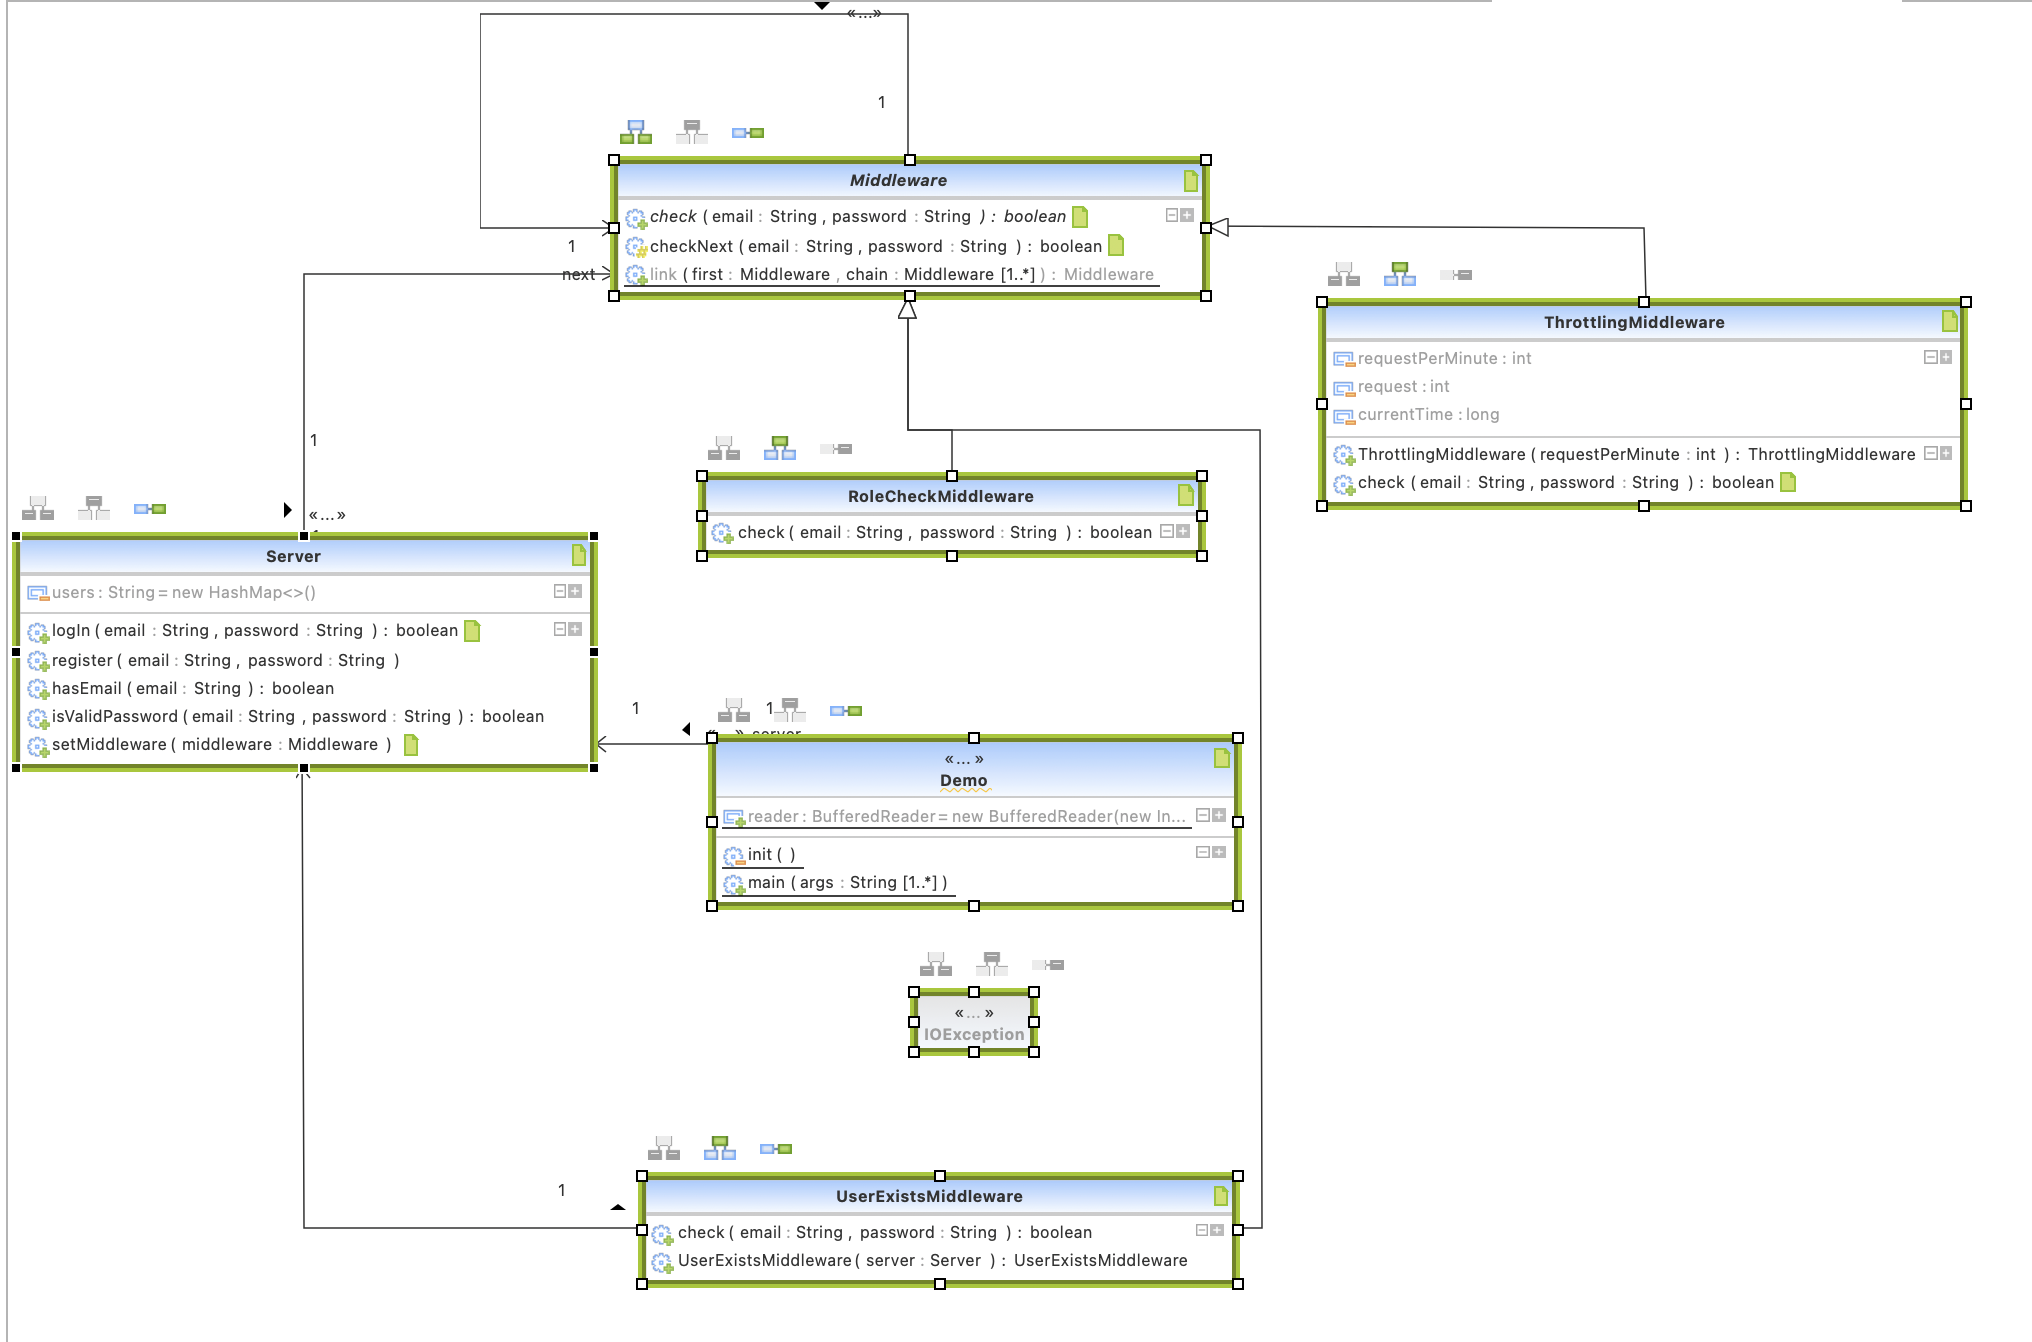 «...»
1
Middleware
check ( email : String , password : String ) : boolean
1
checkNext ( email : String , password : String ) : boolean
next
link ( first : Middleware , chain : Middleware [1..*] ) : Middleware
ThrottlingMiddleware
requestPerMinute : int
request : int
currentTime : long
ThrottlingMiddleware ( requestPerMinute : int ) : ThrottlingMiddleware
check ( email : String , password : String ) : boolean
1
«...»
RoleCheckMiddleware
check ( email : String , password : String ) : boolean
Server
users : String = new HashMap<>()
logIn ( email : String , password : String ) : boolean
register ( email : String , password : String )
hasEmail ( email : String ) : boolean
isValidPassword ( email : String , password : String ) : boolean
setMiddleware ( middleware : Middleware )
1
1
server
«...»
Demo
reader : BufferedReader = new BufferedReader(new In...
init ( )
main ( args : String [1..*] )
«...»
IOException
1
UserExistsMiddleware
check ( email : String , password : String ) : boolean
UserExistsMiddleware ( server : Server ) : UserExistsMiddleware